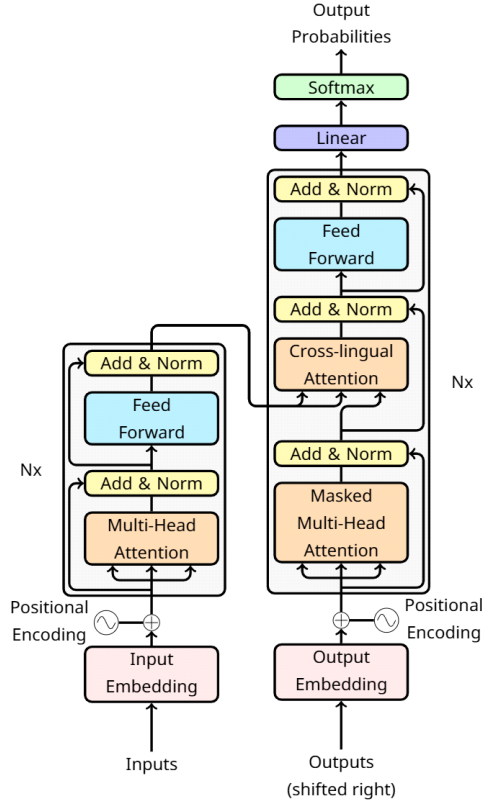 Output
Probabilities
Softmax
Linear
Add & Norm
Feed
Forward
Add & Norm
Cross-lingual
Attention
Nx
Add & Norm
Masked
Multi-Head
Attention
Add & Norm
Feed
Forward
Nx
Add & Norm
Multi-Head
Attention
Positional
Encoding
Positional
Encoding
Input
Embedding
Output
Embedding
Inputs
Outputs
(shifted right)